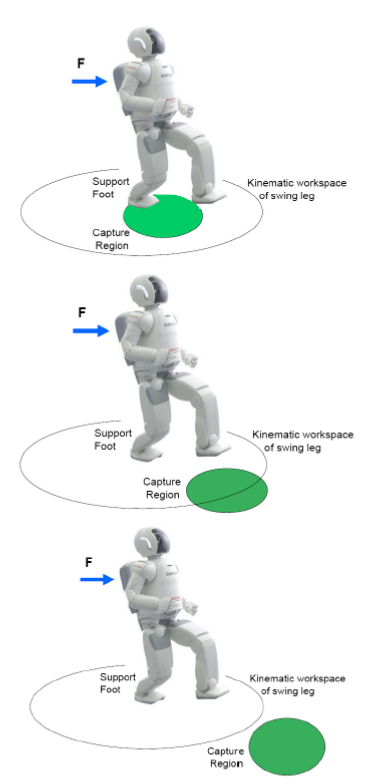 F
Support
Foot
Kinematic workspace
of swing leg
Capture
Region
F
Support
Foot
Kinematic workspace
of swing leg
Capture
Region
F
Support
Foot
Kinematic workspace
of swing leg
Capture
Region